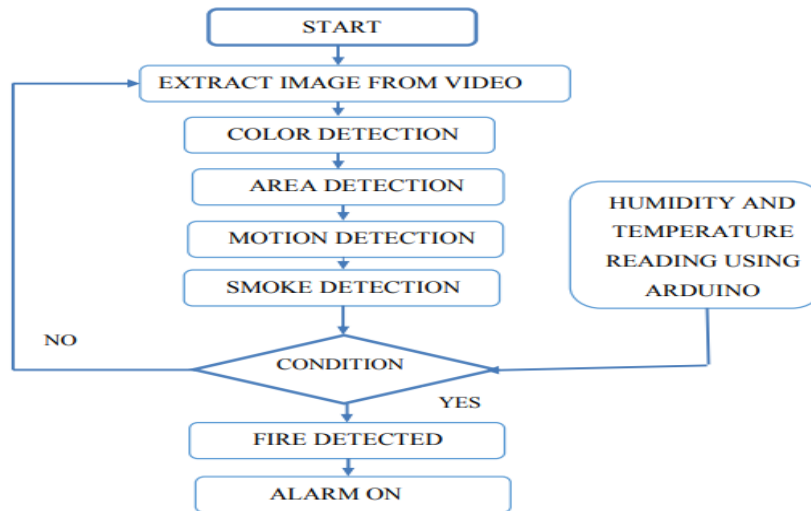 START
EXTRACT IMAGE FROM VIDEO
COLOR DETECTION
AREA DETECTION
MOTION DETECTION
SMOKE DETECTION
HUMIDITY AND
TEMPERATURE
READING USING
ARDUINO
NO
CONDITION
YES
FIRE DETECTED
ALARM ON